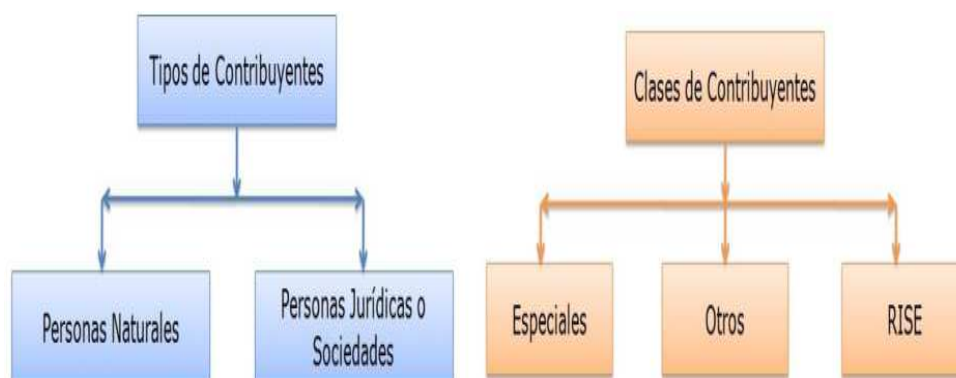 Tipos de Contribuyentes
Personas Naturales
Personas Jurídicas o
Sociedades
Clases de Contribuyentes
Especiales
Otros
RISE